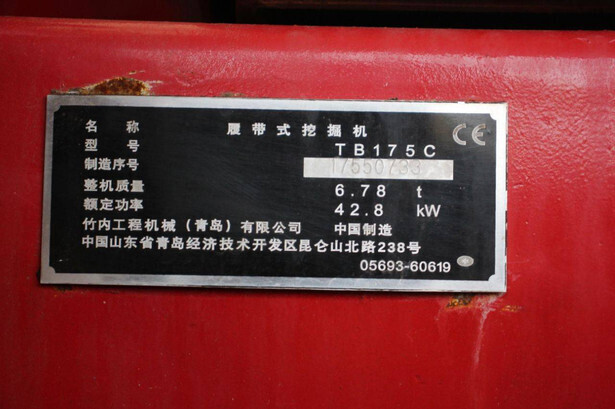 名 称 履带式挖掘机
型号 TB175C
制造序号
整机质量 6.78 t
额定功率 42.8 kW
竹内工程机械（青岛）有限公司 中国制造
中国山东省青岛经济技术开发区昆仑山北路238号
05693-60619
CE